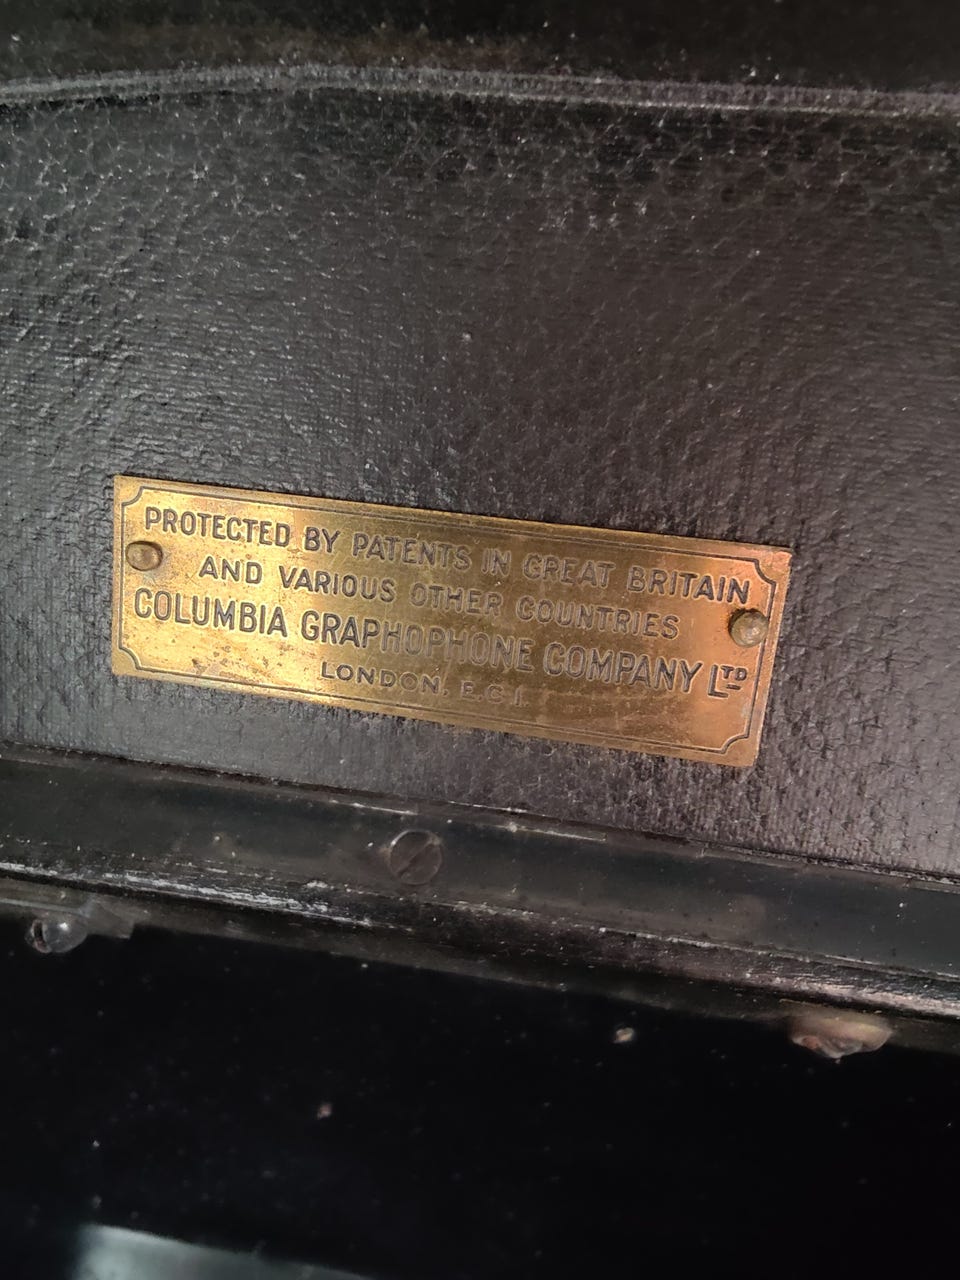 PROTECTED BY PATENTS IN GREAT BRITAIN
AND VARIOUS OTHER COUNTRIES
COLUMBIA GRAPHOPHONE COMPANY LTD
LONDON, E.C.1.